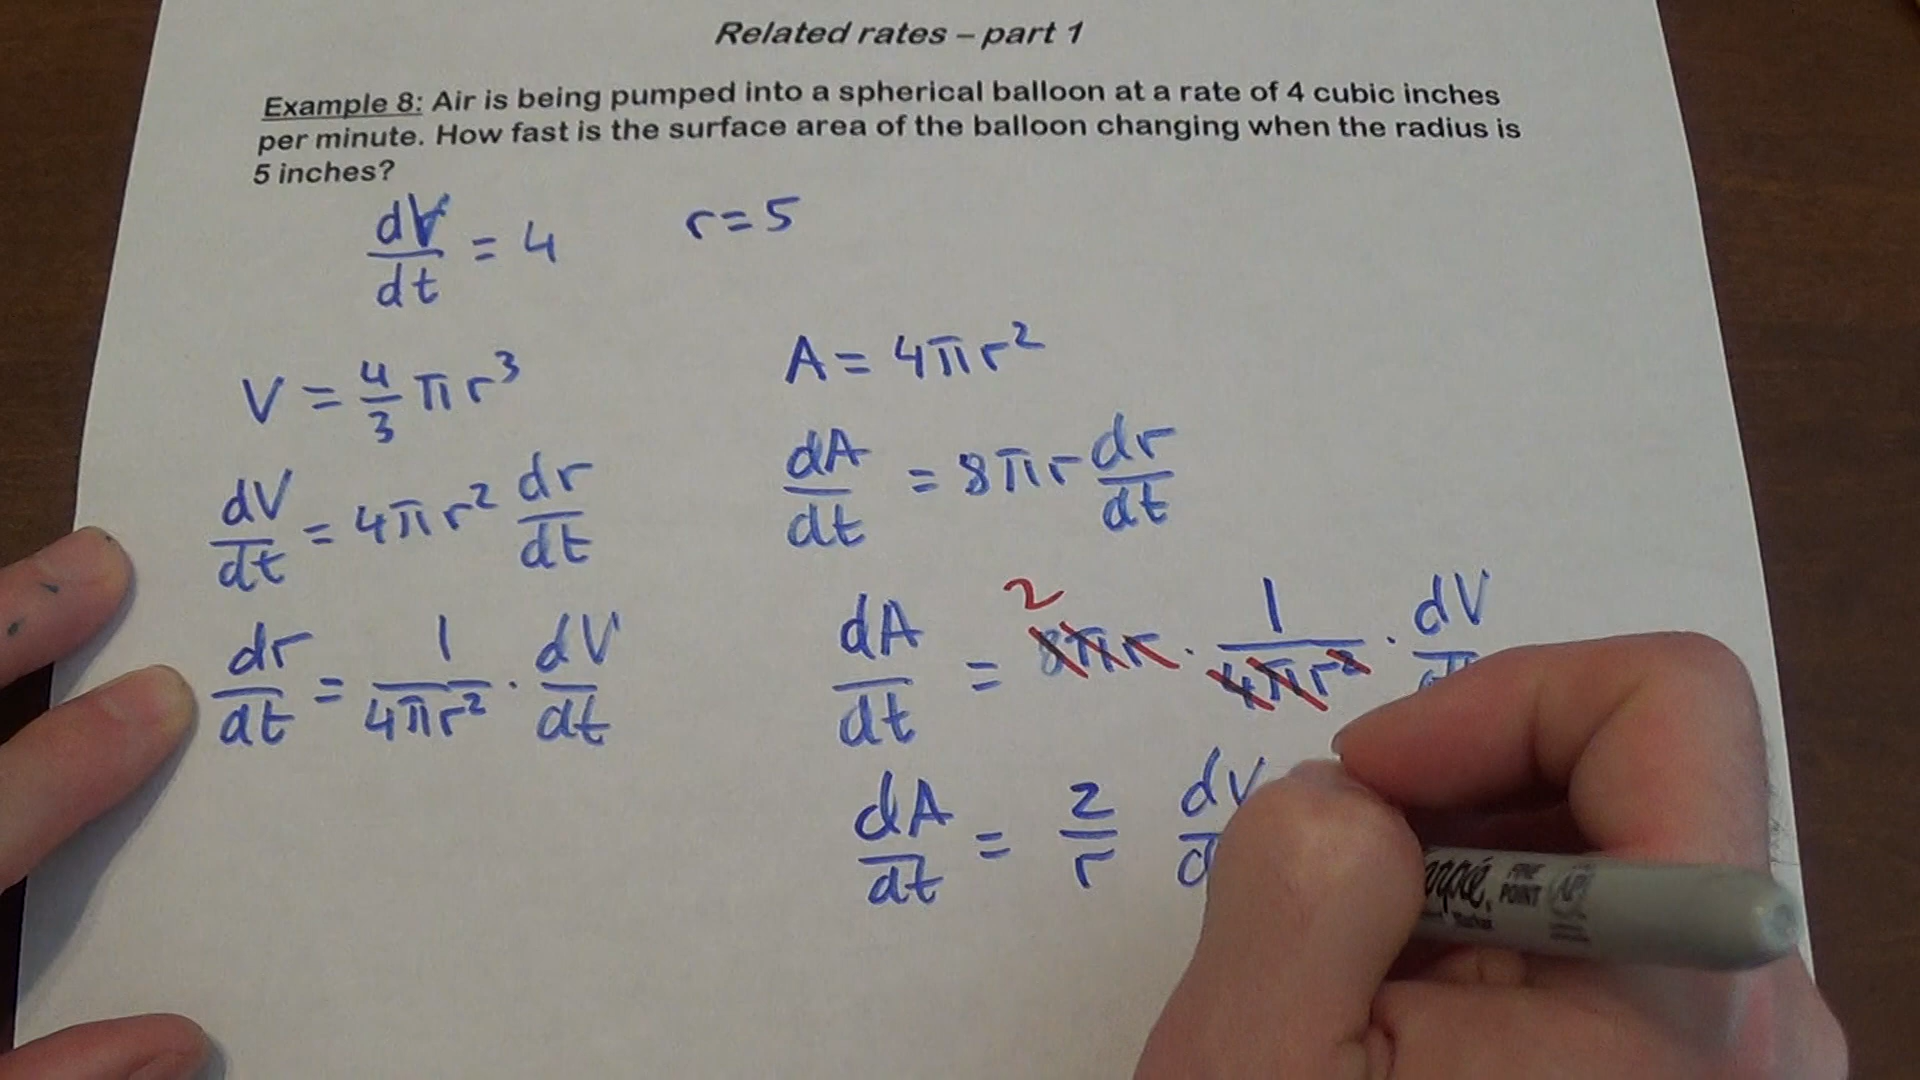 Related rates – part 1
Example 8: Air is being pumped into a spherical balloon at a rate of 4 cubic inches
per minute. How fast is the surface area of the balloon changing when the radius is
5 inches?
dV/dt = 4
r = 5
V = 4/3 πr³
dV/dt = 4πr² dr/dt
dr/dt = 1/4πr² · dV/dt
A = 4πr²
dA/dt = 8πr dr/dt
2
dA/dt = 8πr · 1/4πr² · dV
dA/dt = 2/r dV/d
FINE
POINT